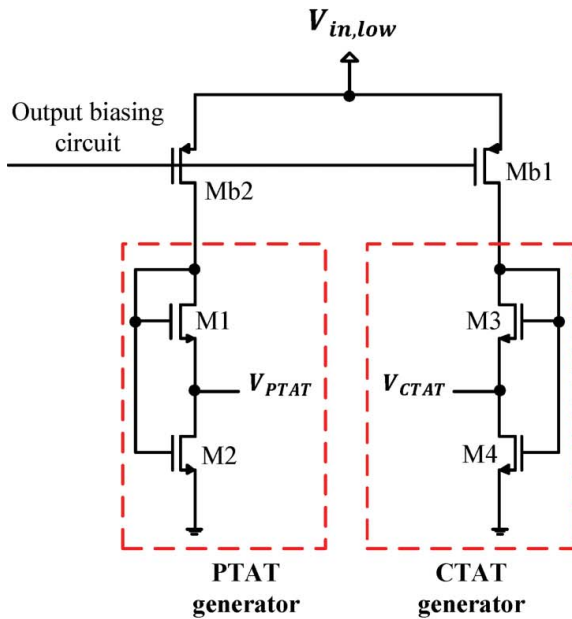 V_{in,low}
Output biasing
circuit
Mb2
Mb1
M1
M3
V_{PTAT}
V_{CTAT}
M2
M4
PTAT
generator
CTAT
generator